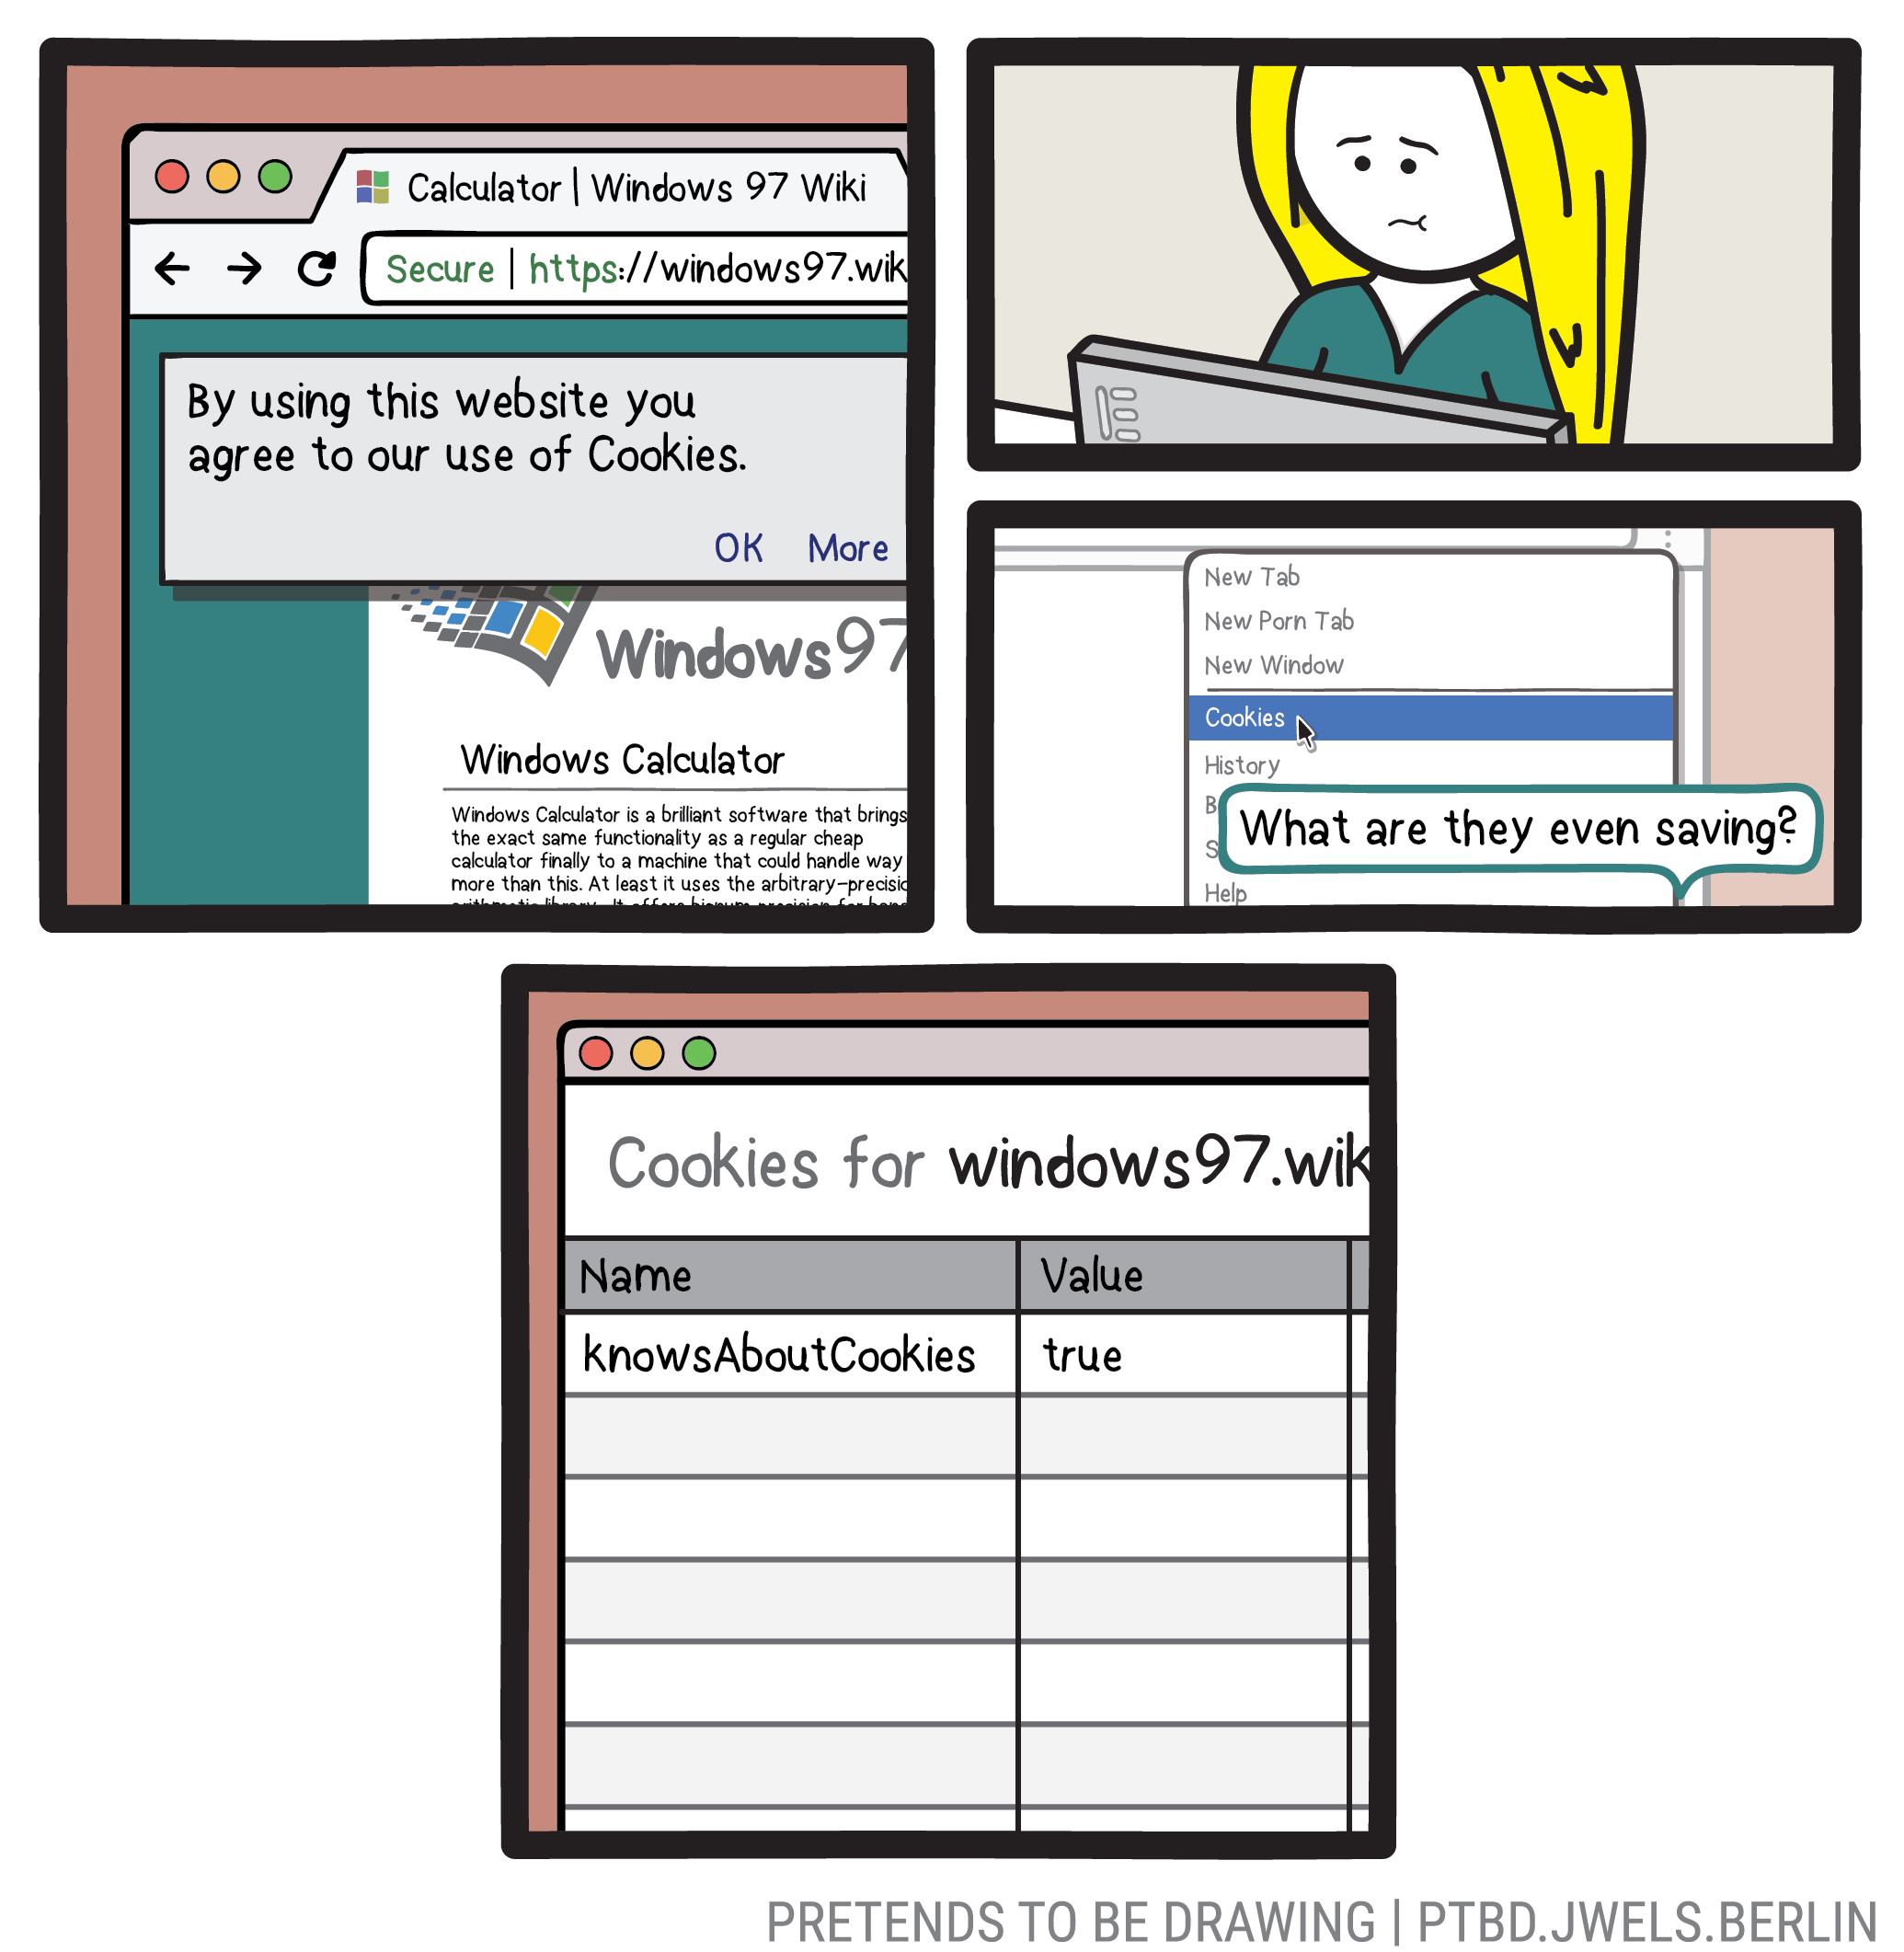 Calculator | Windows 97 Wiki
Secure | https://windows97.wik
By using this website you
agree to our use of Cookies.
OK More
Windows97
Windows Calculator
Windows Calculator is a brilliant software that brings
the exact same functionality as a regular cheap
calculator finally to a machine that could handle way
more than this. At least it uses the arbitrary-precisio
New Tab
New Porn Tab
New Window
Cookies
History
B
S
What are they even saving?
Help
Cookies for windows97.wik
Name Value
knowsAboutCookies true
PRETENDS TO BE DRAWING | PTBD.JWELS.BERLIN